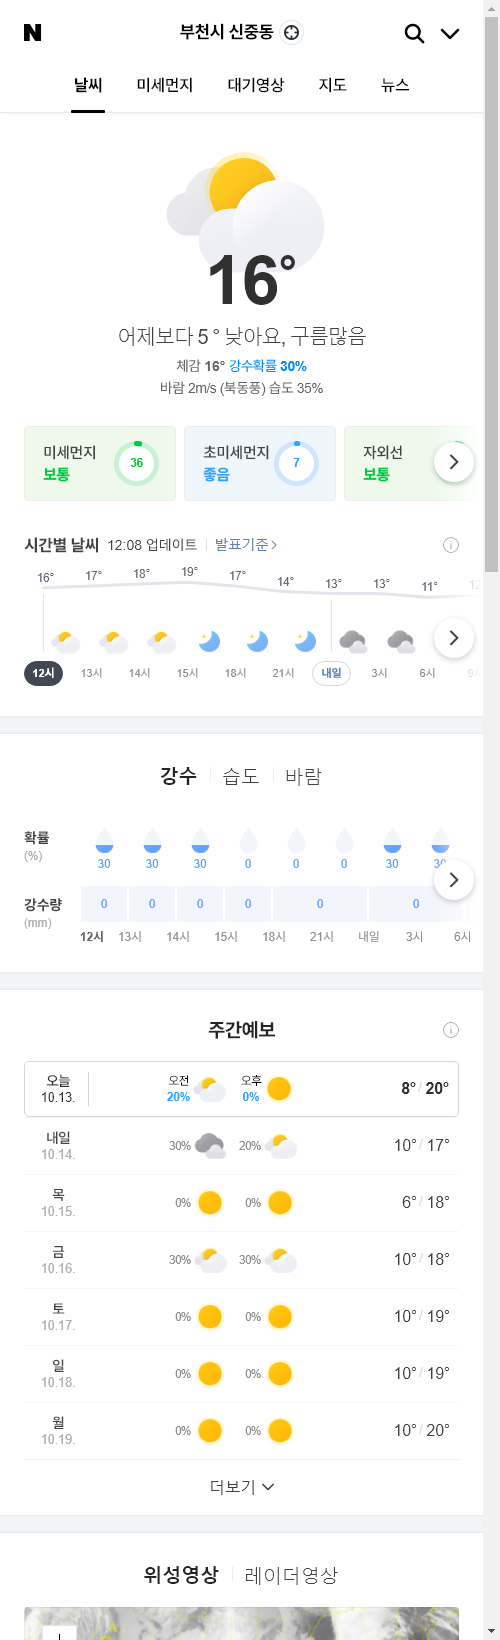 N 부천시 신중동
날씨 미세먼지 대기영상 지도 뉴스
16°
어제보다 5 ° 낮아요, 구름많음
체감 16° 강수확률 30%
바람 2m/s (북동풍) 습도 35%
미세먼지 보통 36
초미세먼지 좋음 7
자외선 보통
시간별 날씨 12:08 업데이트 발표기준
16° 17° 18° 19° 17° 14° 13° 13° 11° 12
12시 13시 14시 15시 18시 21시 내일 3시 6시 9
강수 습도 바람
확률 (%) 30 30 30 0 0 0 30 30
강수량 (mm) 0 0 0 0 0 0
12시 13시 14시 15시 18시 21시 내일 3시 6시
주간예보
오늘 10.13. 오전 20% 오후 0% 8° / 20°
내일 10.14. 30% 20% 10° / 17°
목 10.15. 0% 0% 6° / 18°
금 10.16. 30% 30% 10° / 18°
토 10.17. 0% 0% 10° / 19°
일 10.18. 0% 0% 10° / 19°
월 10.19. 0% 0% 10° / 20°
더보기
위성영상 레이더영상